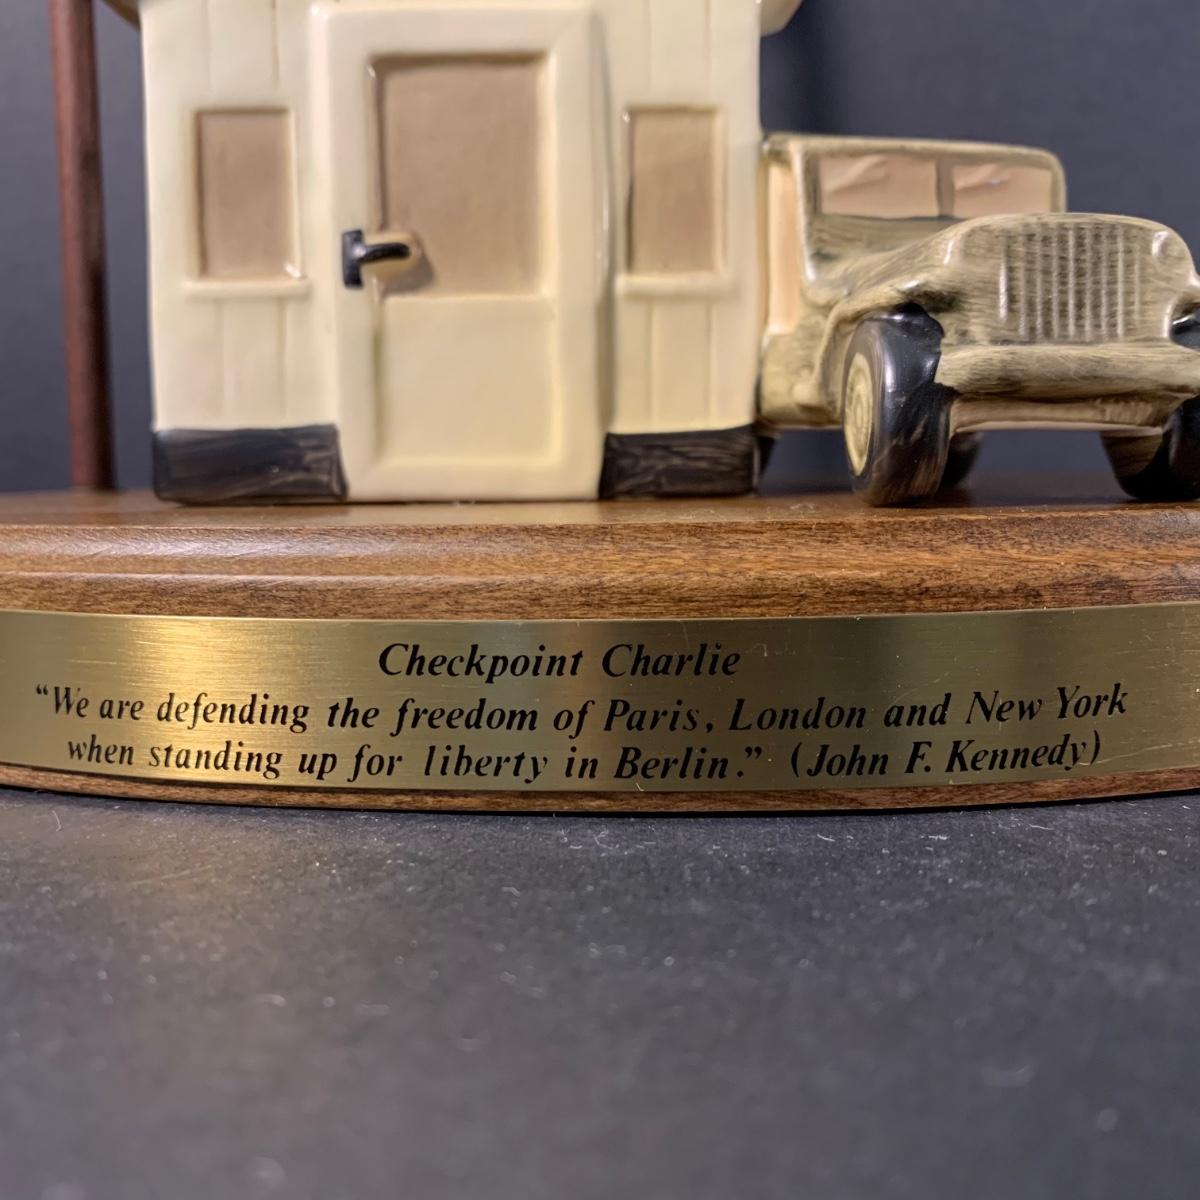 Checkpoint Charlie
“We are defending the freedom of Paris, London and New York
when standing up for liberty in Berlin.” (John F. Kennedy)